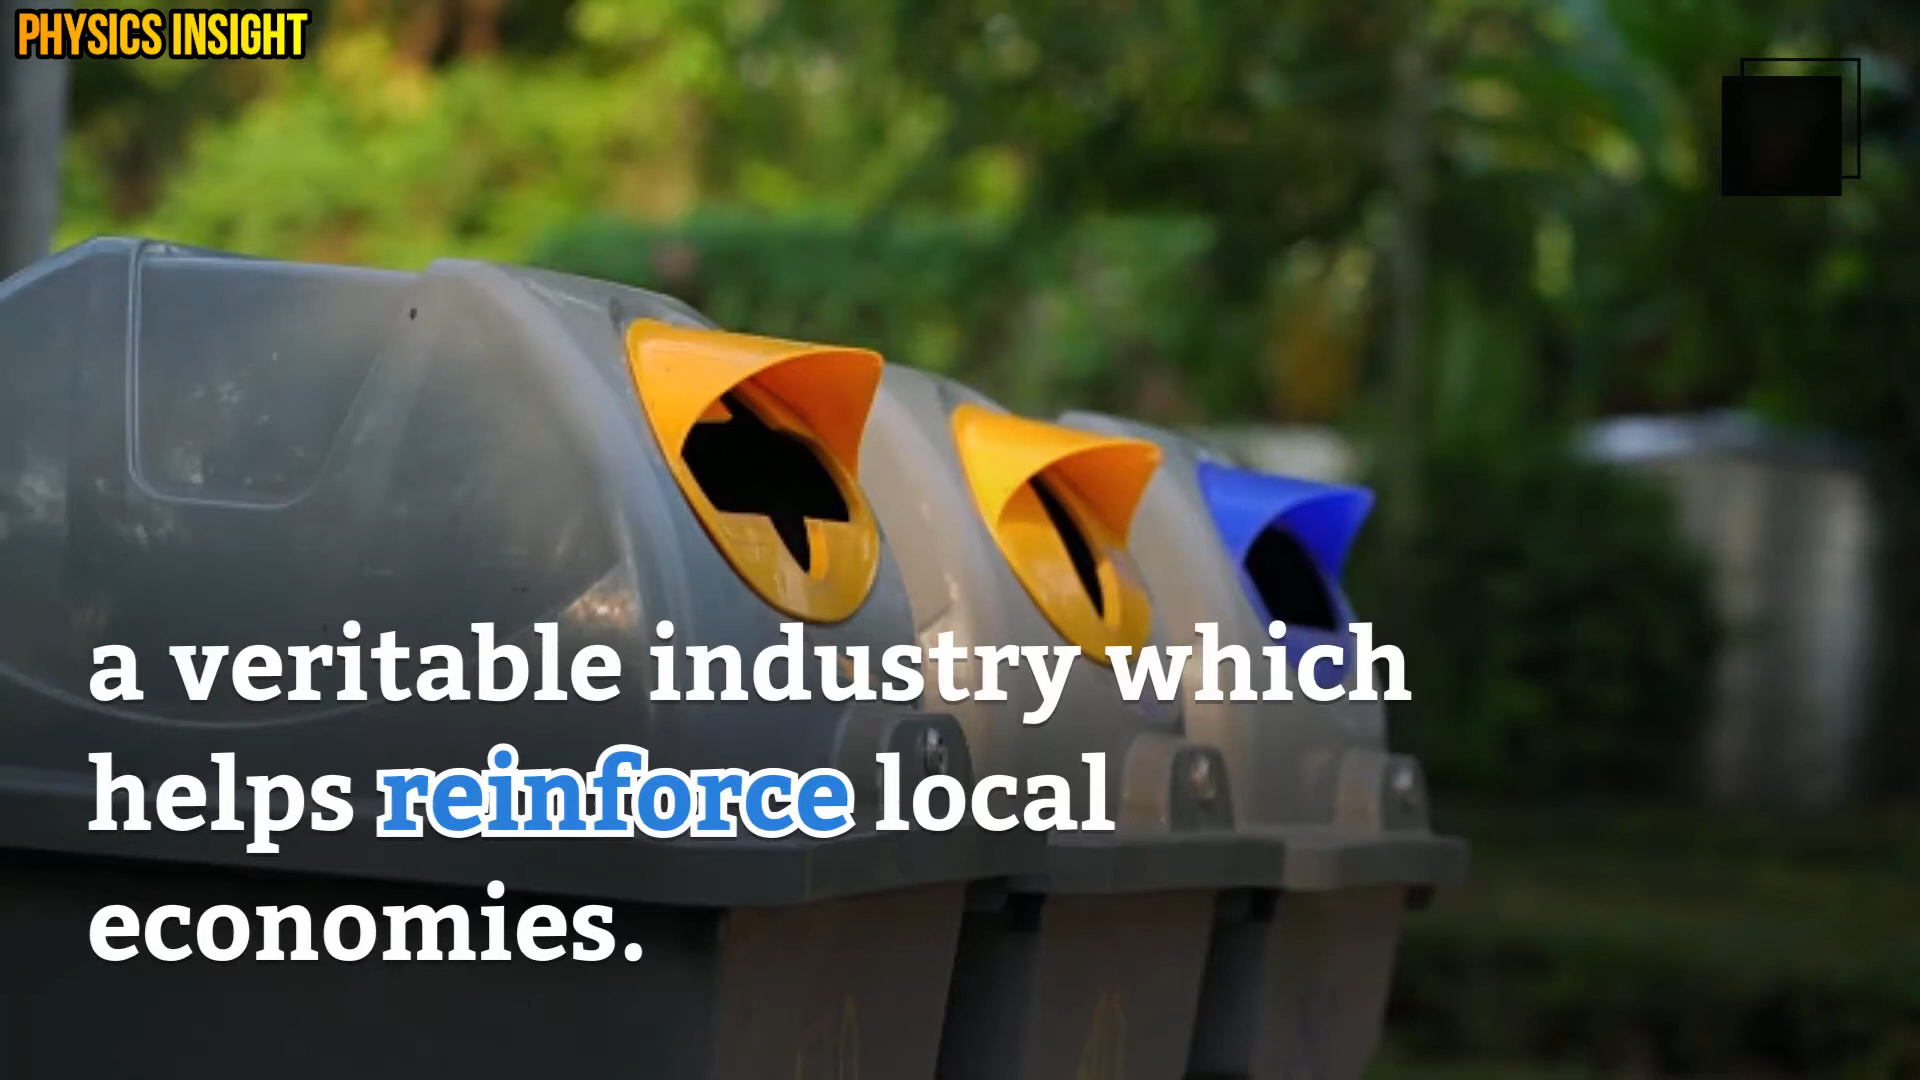 PHYSICS INSIGHT
a veritable industry which
helps reinforce local
economies.